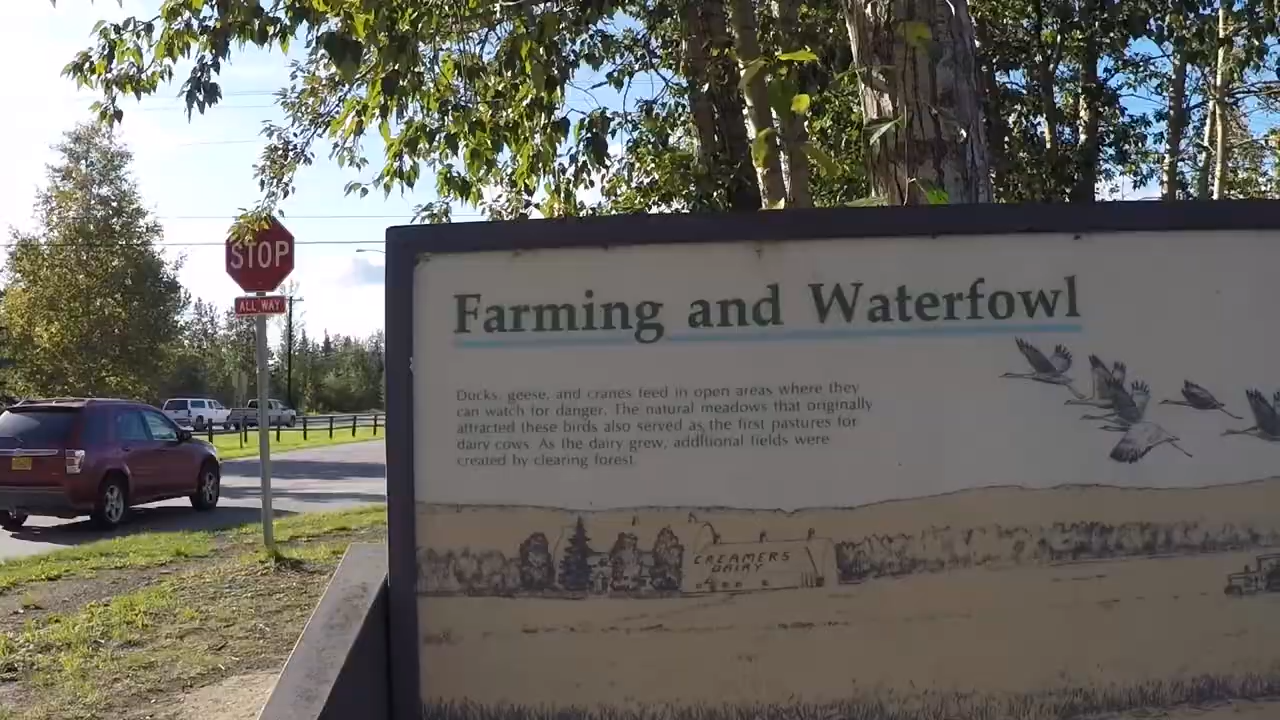 STOP
ALL WAY
Farming and Waterfowl
Ducks, geese, and cranes feed in open areas where they
can watch for danger. The natural meadows that originally
attracted these birds also served as the first pastures for
dairy cows. As the dairy grew, additional fields were
created by clearing forest.
CREAMERS
DAIRY